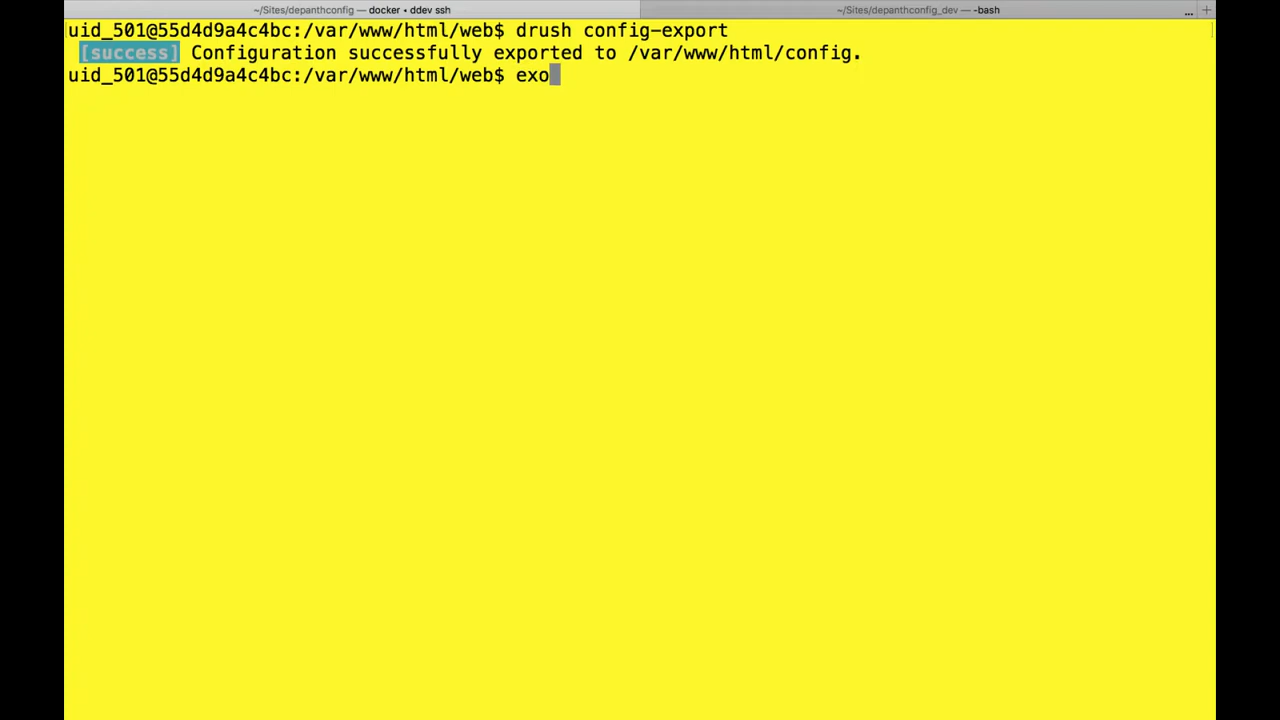 ~/Sites/depanthconfig — docker • ddev ssh
~/Sites/depanthconfig_dev — -bash
... +
uid_501@55d4d9a4c4bc:/var/www/html/web$ drush config-export
[success] Configuration successfully exported to /var/www/html/config.
uid_501@55d4d9a4c4bc:/var/www/html/web$ exo